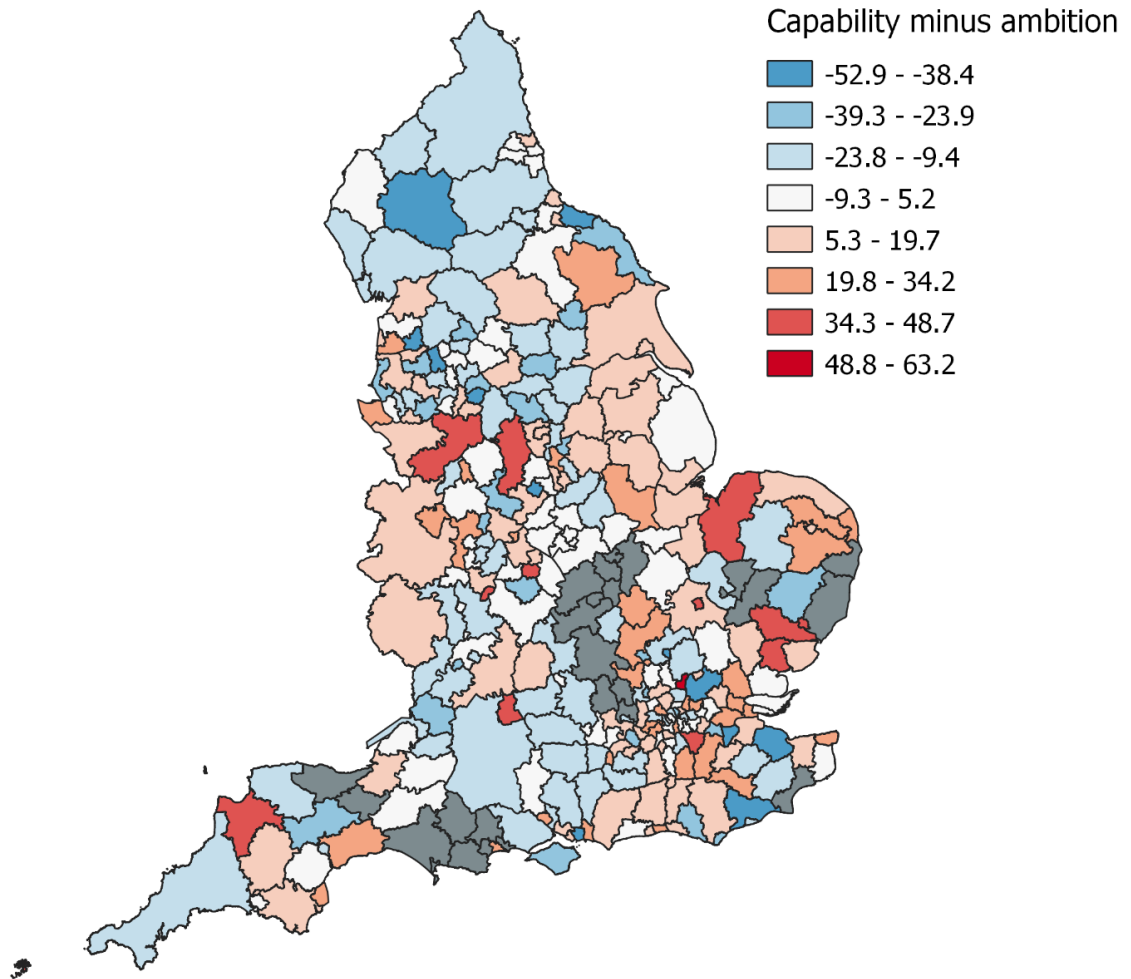 Capability minus ambition
-52.9 - -38.4
-39.3 - -23.9
-23.8 - -9.4
-9.3 - 5.2
5.3 - 19.7
19.8 - 34.2
34.3 - 48.7
48.8 - 63.2